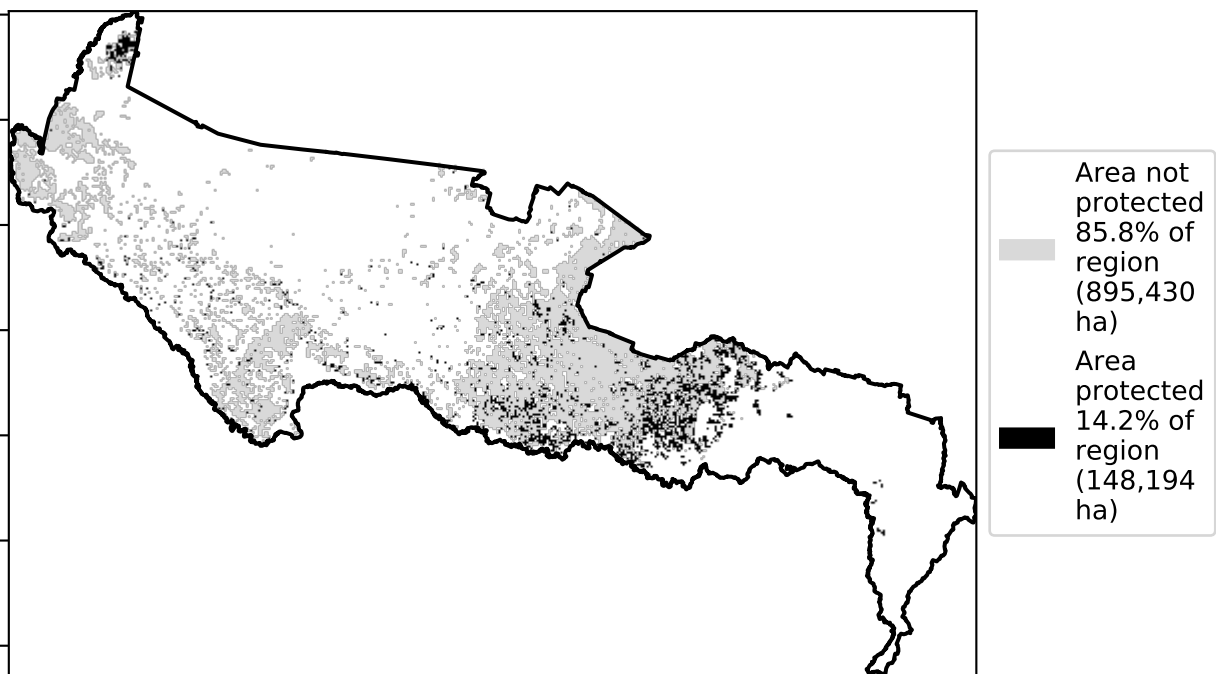 Area not
protected
85.8% of
region
(895,430
ha)
Area
protected
14.2% of
region
(148,194
ha)